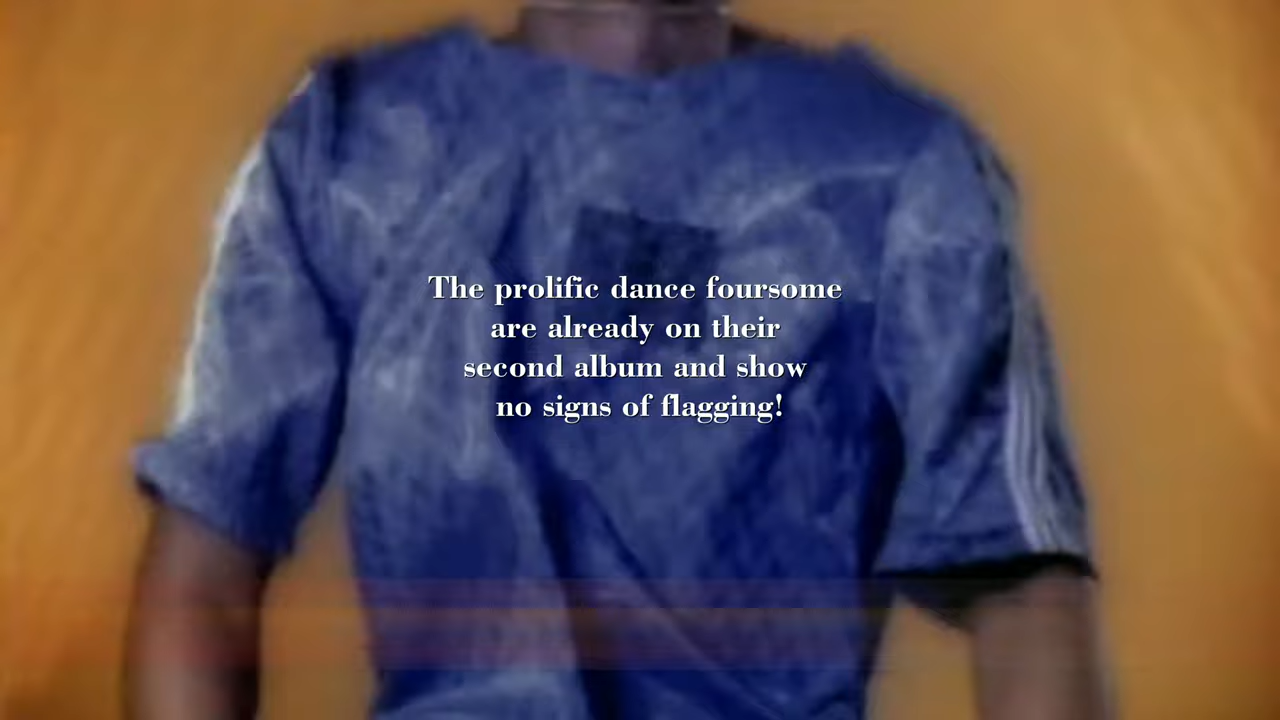 The prolific dance foursome
are already on their
second album and show
no signs of flagging!